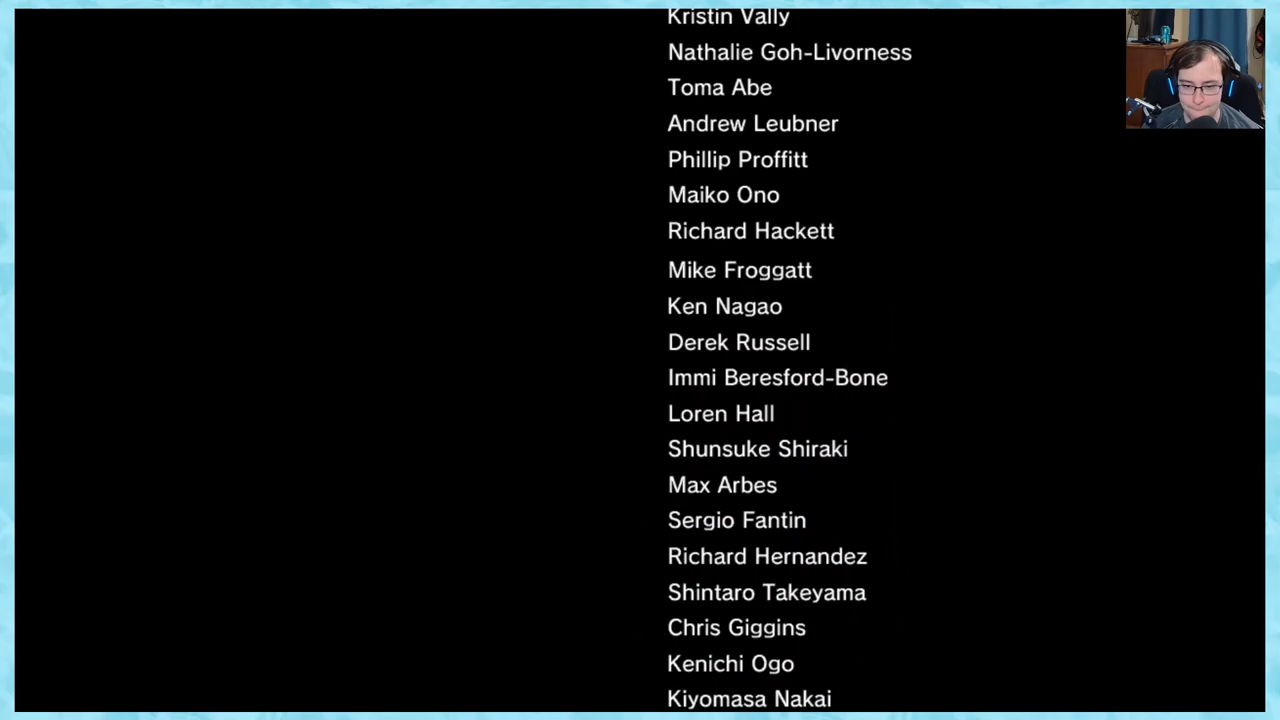 Kristin Vally
Nathalie Goh-Livorness
Toma Abe
Andrew Leubner
Phillip Proffitt
Maiko Ono
Richard Hackett
Mike Froggatt
Ken Nagao
Derek Russell
Immi Beresford-Bone
Loren Hall
Shunsuke Shiraki
Max Arbes
Sergio Fantin
Richard Hernandez
Shintaro Takeyama
Chris Giggins
Kenichi Ogo
Kiyomasa Nakai